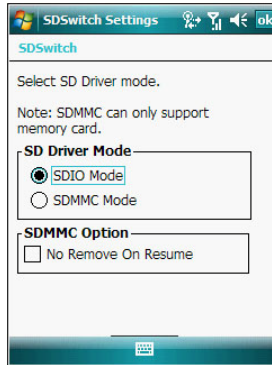 SDSwitch Settings ok
SDSwitch
Select SD Driver mode.
Note: SDMMC can only support
memory card.
SD Driver Mode
SDIO Mode
SDMMC Mode
SDMMC Option
No Remove On Resume